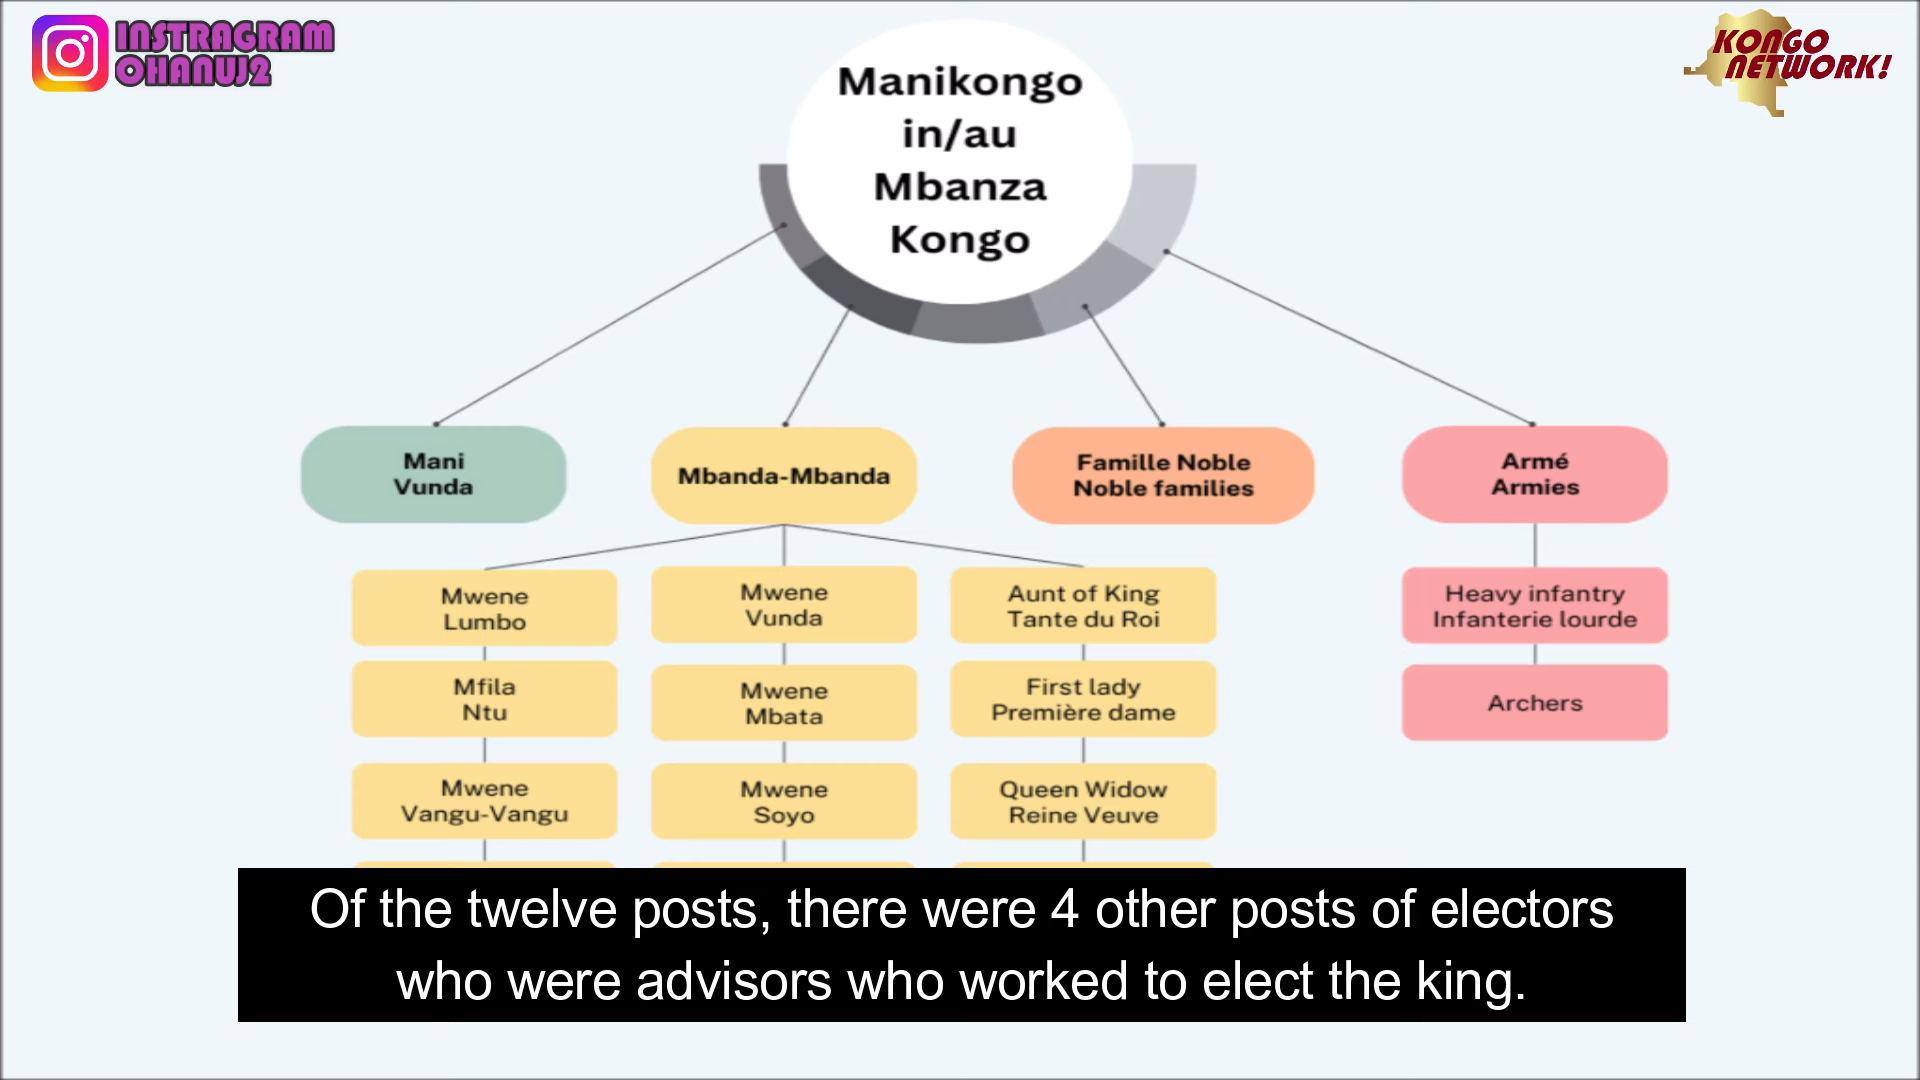 INSTRAGRAM
OHANUJ2
KONGO
NETWORK!
Manikongo
in/au
Mbanza
Kongo
Mani
Vunda
Mbanda-Mbanda
Famille Noble
Noble families
Armé
Armies
Mwene
Lumbo
Mwene
Vunda
Aunt of King
Tante du Roi
Heavy infantry
Infanterie lourde
Mfila
Ntu
Mwene
Mbata
First lady
Première dame
Archers
Mwene
Vangu-Vangu
Mwene
Soyo
Queen Widow
Reine Veuve
Of the twelve posts, there were 4 other posts of electors
who were advisors who worked to elect the king.